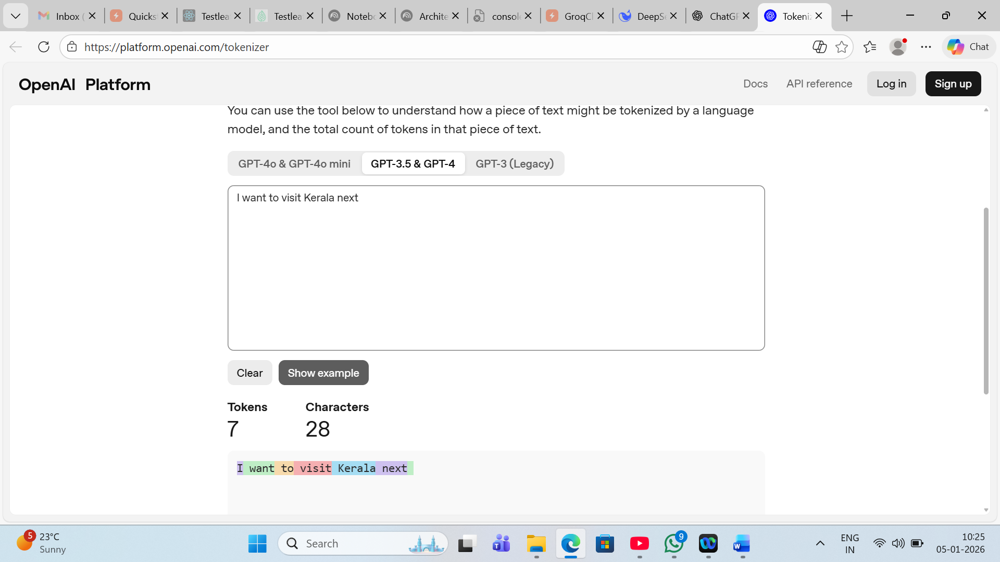 Inbox (
Quicks
Testlea
Testlea
Notebo
Archite
consol
GroqCl
DeepSe
ChatGP
Tokeniz
https://platform.openai.com/tokenizer
Chat
OpenAI Platform
Docs
API reference
Log in
Sign up
You can use the tool below to understand how a piece of text might be tokenized by a language
model, and the total count of tokens in that piece of text.
GPT-4o & GPT-4o mini
GPT-3.5 & GPT-4
GPT-3 (Legacy)
I want to visit Kerala next
Clear
Show example
Tokens
Characters
7
28
I want to visit Kerala next
5
23°C
Sunny
Search
9
ENG
IN
10:25
05-01-2026